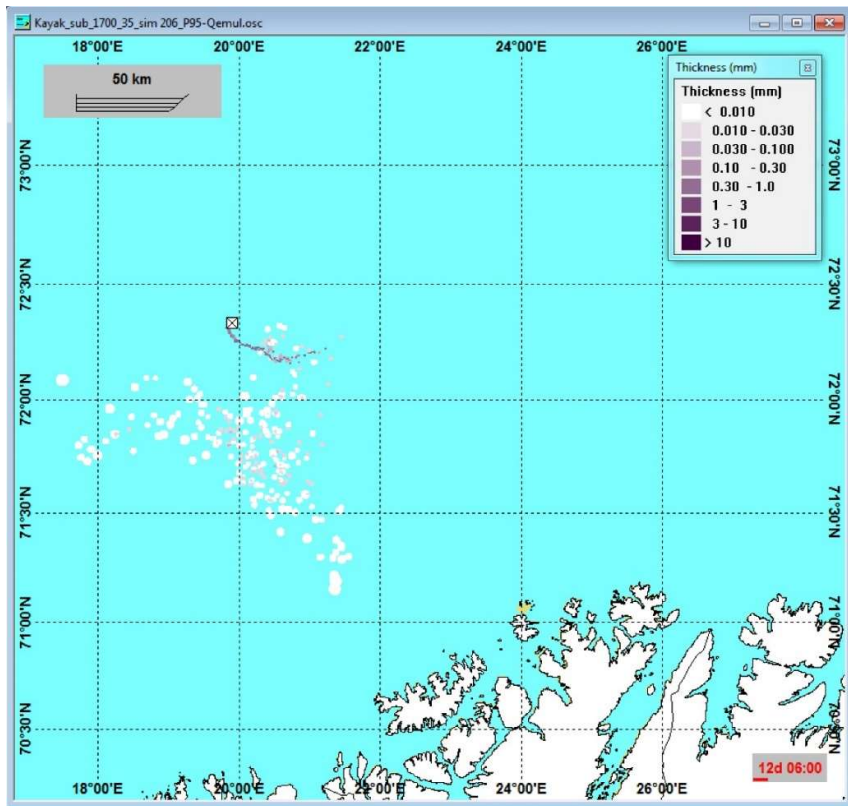 Kayak_sub_1700_35_sim 206_P95-Qemul.osc
18°00'E 20°00'E 22°00'E 24°00'E 26°00'E
50 km
Thickness (mm)
Thickness (mm)
< 0.010
0.010 - 0.030
0.030 - 0.100
0.10 - 0.30
0.30 - 1.0
1 - 3
3 - 10
> 10
73°00'N 73°00'N
72°30'N 72°30'N
72°00'N 72°00'N
71°30'N 71°30'N
71°00'N 71°00'N
70°30'N 70°30'N
12d 06:00
18°00'E 20°00'E 22°00'E 24°00'E 26°00'E